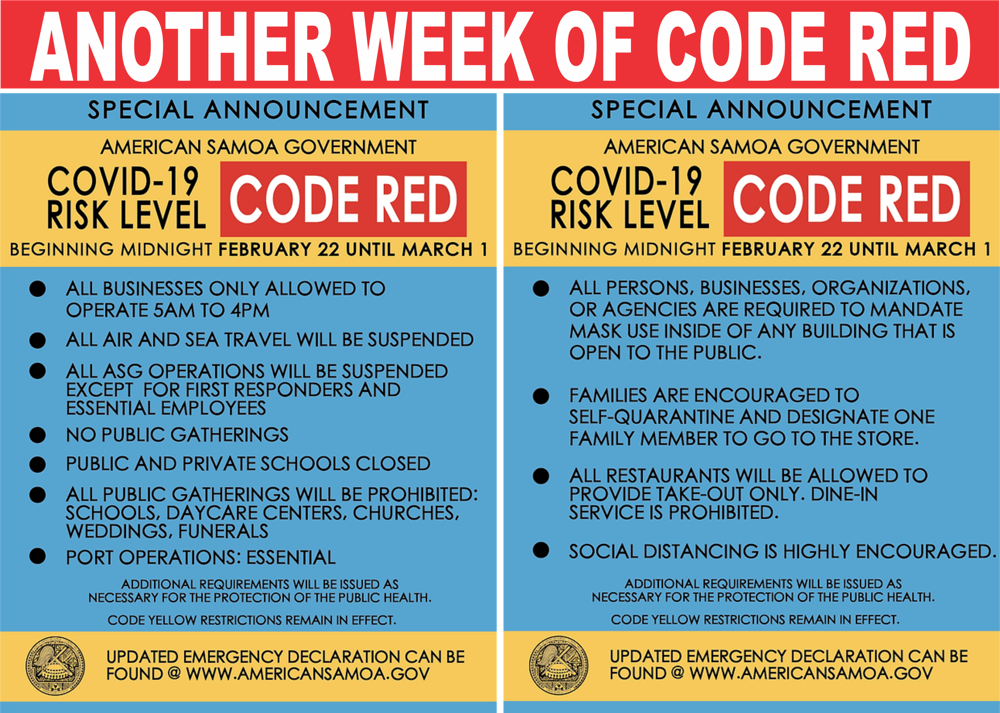 ANOTHER WEEK OF CODE RED
SPECIAL ANNOUNCEMENT
AMERICAN SAMOA GOVERNMENT
COVID-19
RISK LEVEL
CODE RED
BEGINNING MIDNIGHT FEBRUARY 22 UNTIL MARCH 1
● ALL BUSINESSES ONLY ALLOWED TO
OPERATE 5AM TO 4PM
● ALL AIR AND SEA TRAVEL WILL BE SUSPENDED
● ALL ASG OPERATIONS WILL BE SUSPENDED
EXCEPT FOR FIRST RESPONDERS AND
ESSENTIAL EMPLOYEES
● NO PUBLIC GATHERINGS
● PUBLIC AND PRIVATE SCHOOLS CLOSED
● ALL PUBLIC GATHERINGS WILL BE PROHIBITED:
SCHOOLS, DAYCARE CENTERS, CHURCHES,
WEDDINGS, FUNERALS
● PORT OPERATIONS: ESSENTIAL
ADDITIONAL REQUIREMENTS WILL BE ISSUED AS
NECESSARY FOR THE PROTECTION OF THE PUBLIC HEALTH.
CODE YELLOW RESTRICTIONS REMAIN IN EFFECT.
UPDATED EMERGENCY DECLARATION CAN BE
FOUND @ WWW.AMERICANSAMOA.GOV
SPECIAL ANNOUNCEMENT
AMERICAN SAMOA GOVERNMENT
COVID-19
RISK LEVEL
CODE RED
BEGINNING MIDNIGHT FEBRUARY 22 UNTIL MARCH 1
● ALL PERSONS, BUSINESSES, ORGANIZATIONS,
OR AGENCIES ARE REQUIRED TO MANDATE
MASK USE INSIDE OF ANY BUILDING THAT IS
OPEN TO THE PUBLIC.
● FAMILIES ARE ENCOURAGED TO
SELF-QUARANTINE AND DESIGNATE ONE
FAMILY MEMBER TO GO TO THE STORE.
● ALL RESTAURANTS WILL BE ALLOWED TO
PROVIDE TAKE-OUT ONLY. DINE-IN
SERVICE IS PROHIBITED.
● SOCIAL DISTANCING IS HIGHLY ENCOURAGED.
ADDITIONAL REQUIREMENTS WILL BE ISSUED AS
NECESSARY FOR THE PROTECTION OF THE PUBLIC HEALTH.
CODE YELLOW RESTRICTIONS REMAIN IN EFFECT.
UPDATED EMERGENCY DECLARATION CAN BE
FOUND @ WWW.AMERICANSAMOA.GOV